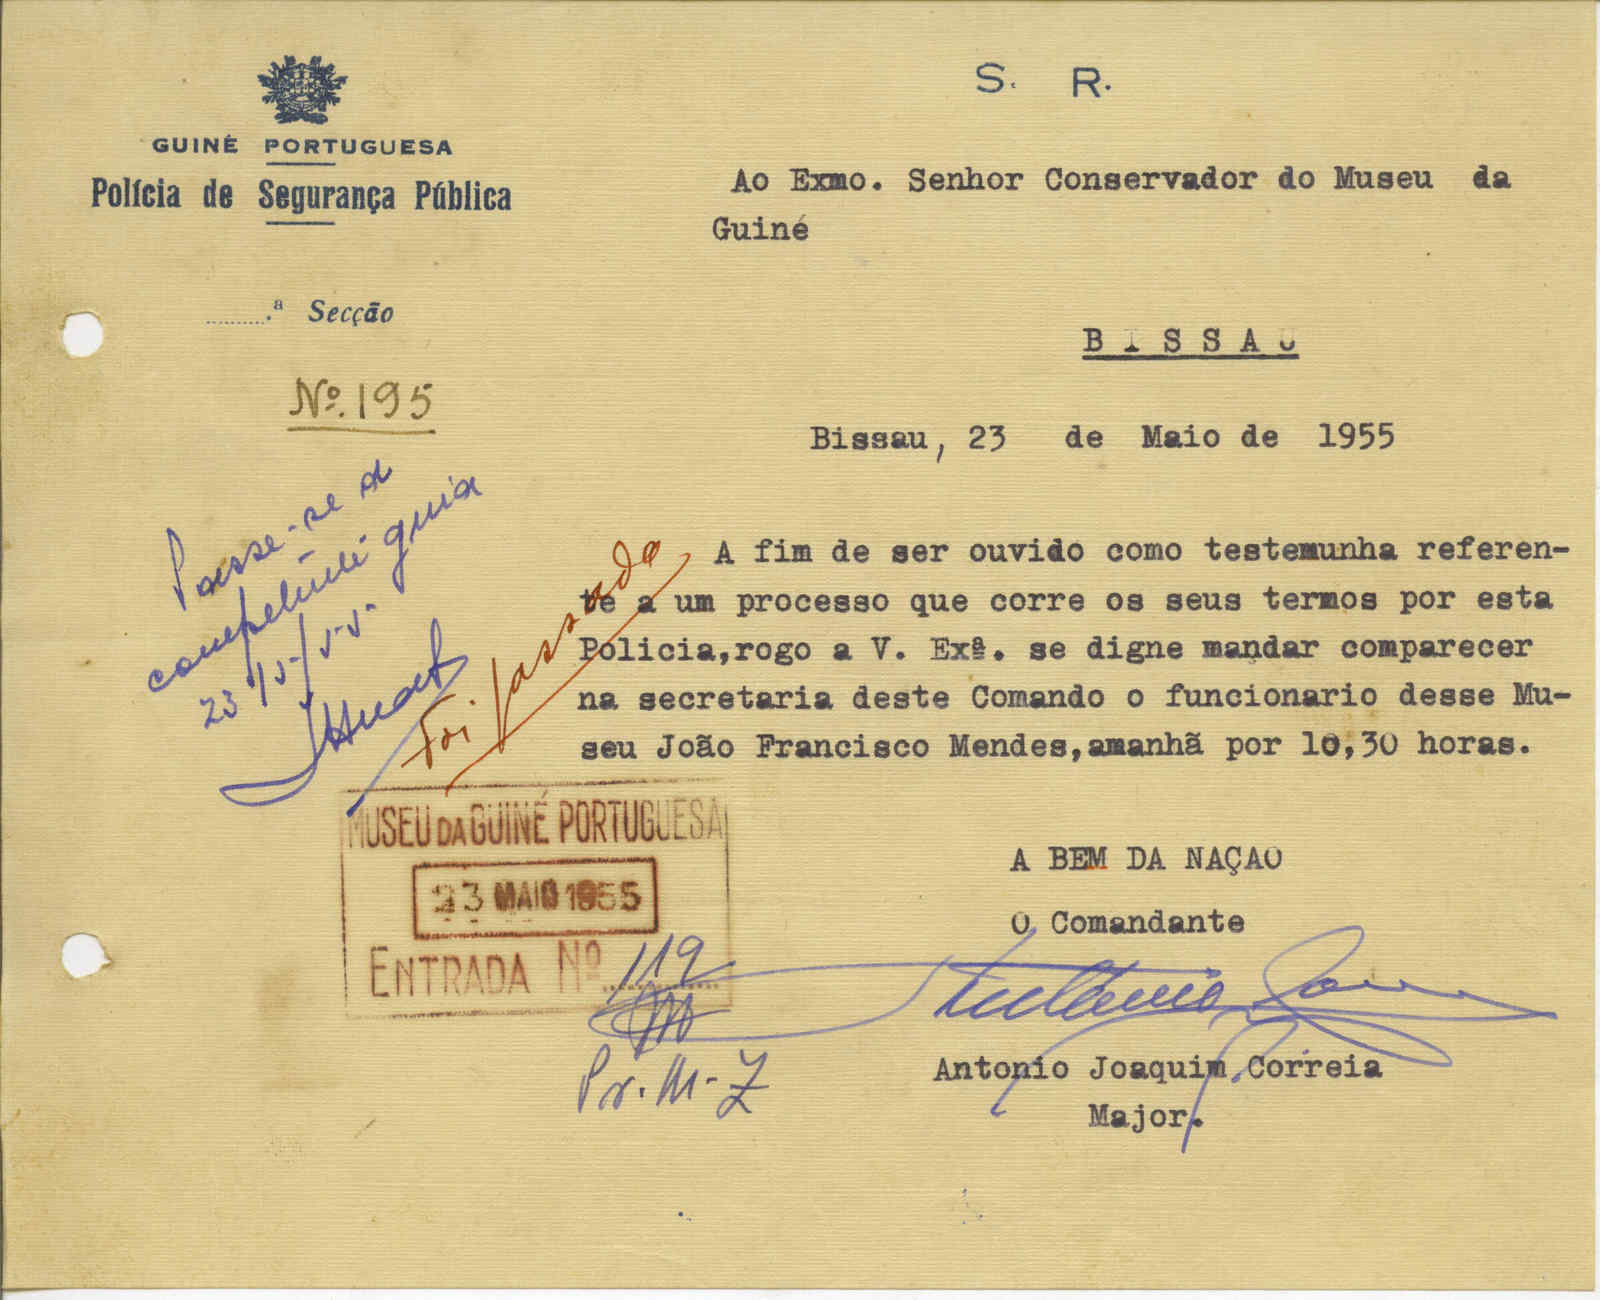 S. R.
GUINÉ PORTUGUESA
Polícia de Segurança Pública
........ª Secção
Nº. 195
Ao Exmo. Senhor Conservador do Museu da
Guiné
B I S S A U
Bissau, 23 de Maio de 1955
Passe-se a
competente guia
23/5/55
Foi passada
A fim de ser ouvido como testemunha referen-
te a um processo que corre os seus termos por esta
Policia,rogo a V. Exª. se digne mandar comparecer
na secretaria deste Comando o funcionario desse Mu-
seu João Francisco Mendes,amanhã por 10,30 horas.
MUSEU DA GUINÉ PORTUGUESA
23 MAIO 1955
ENTRADA Nº 119
Pr. M-Z
A BEM DA NAÇAO
O Comandante
Antonio Joaquim Correia
Major.